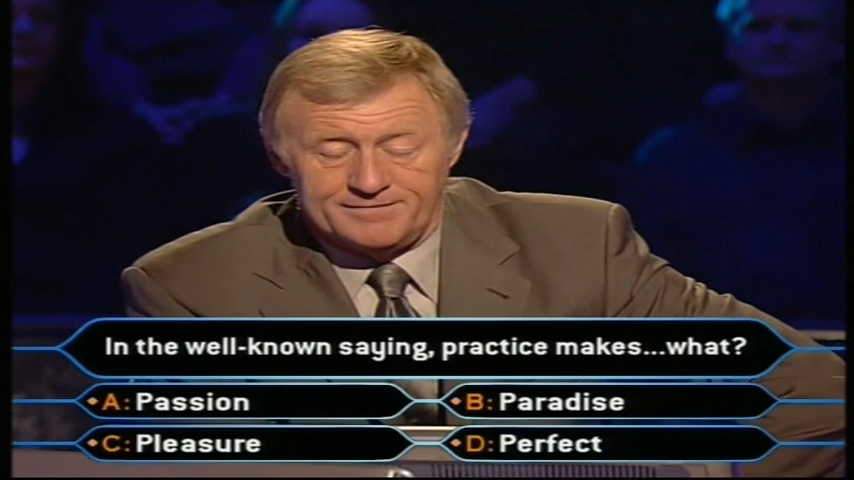 In the well-known saying, practice makes...what?
A: Passion
B: Paradise
C: Pleasure
D: Perfect